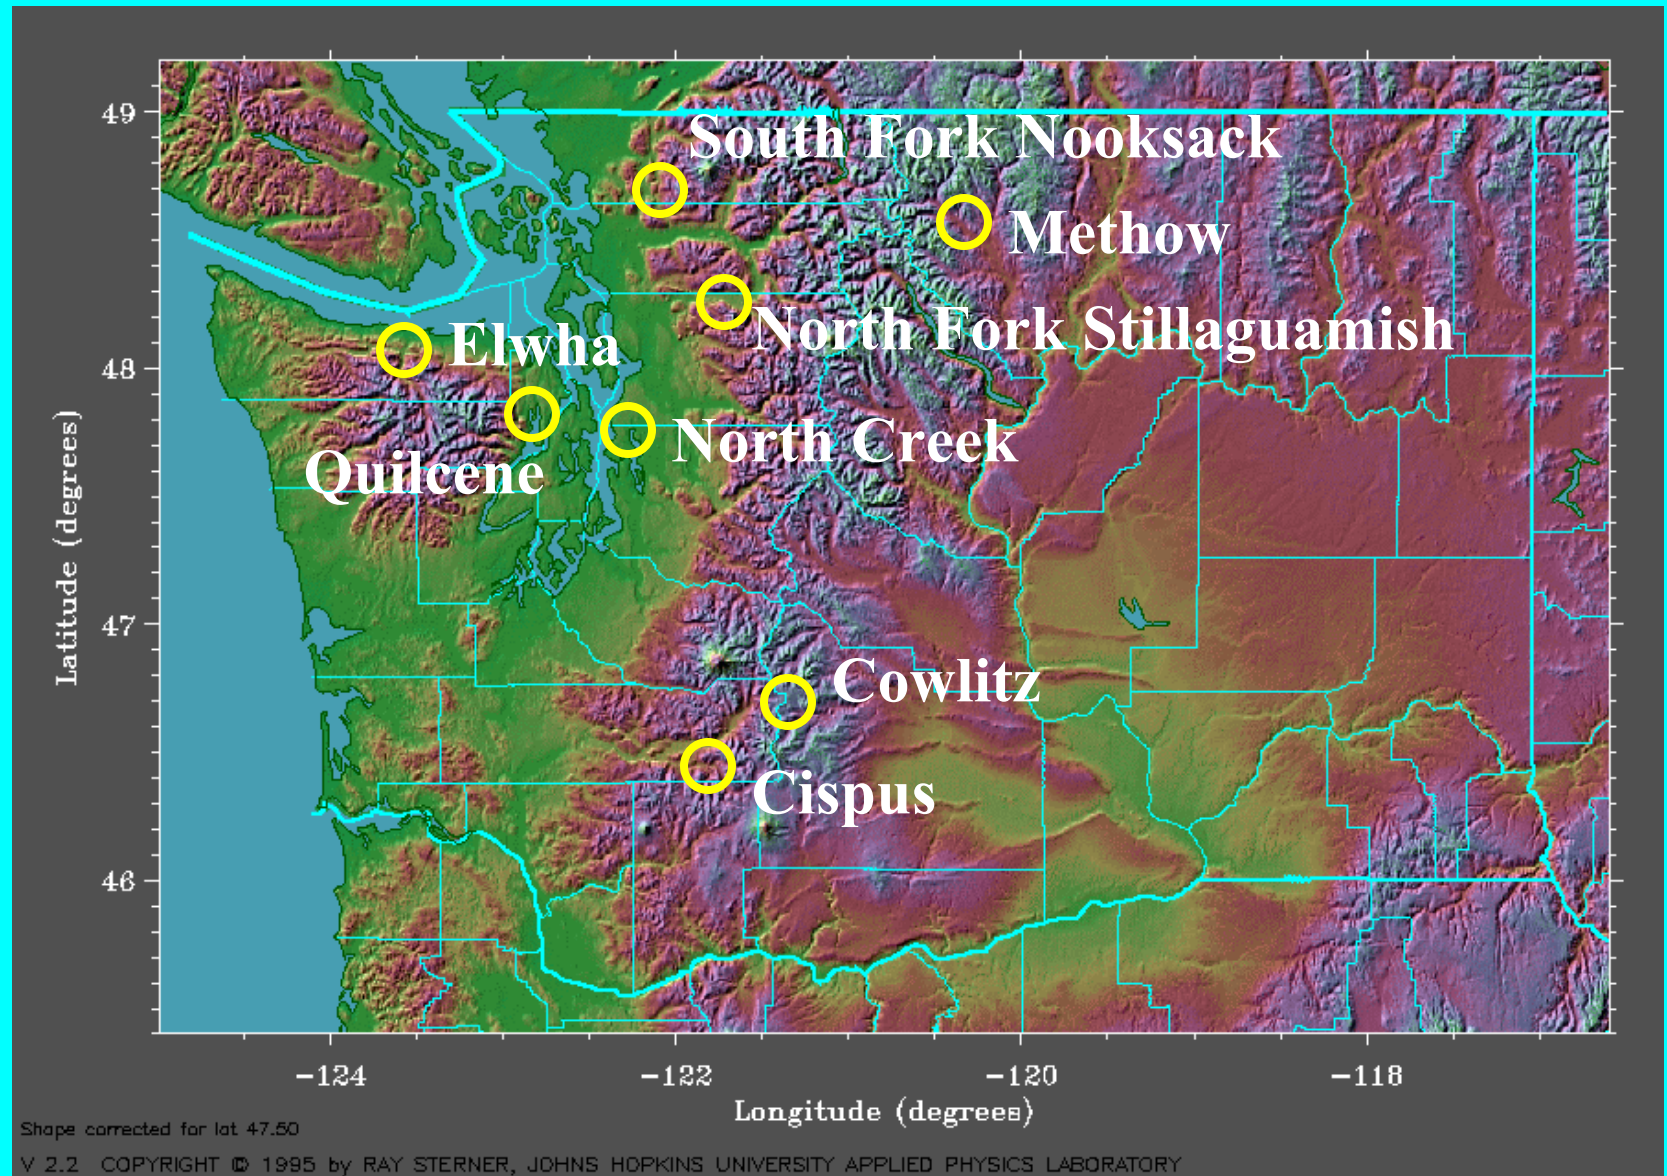 49
South Fork Nooksack
Methow
North Fork Stillaguamish
Elwha
48
North Creek
Quilcene
Latitude (degrees)
47
Cowlitz
Cispus
46
-124
-122
-120
-118
Longitude (degrees)
Shape corrected for lat 47.50
V 2.2 COPYRIGHT © 1995 by RAY STERNER, JOHNS HOPKINS UNIVERSITY APPLIED PHYSICS LABORATORY